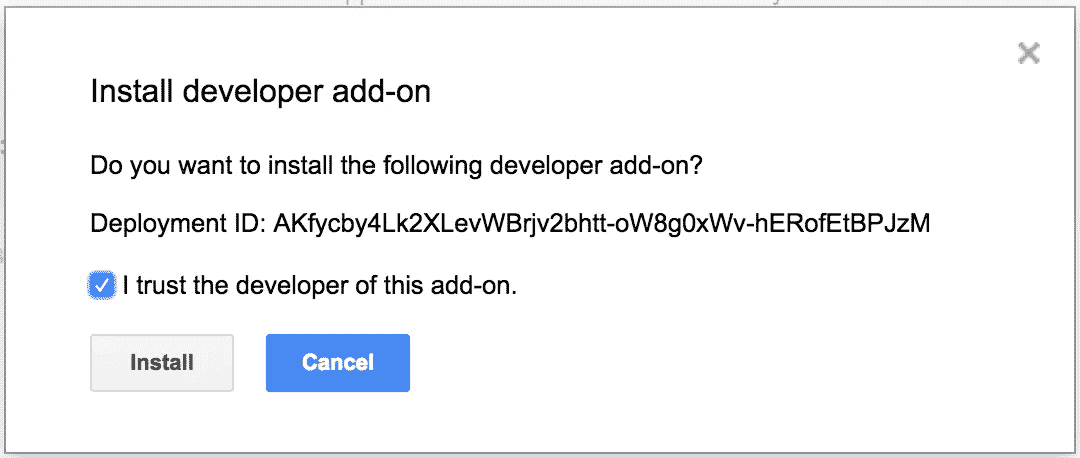 Install developer add-on
Do you want to install the following developer add-on?
Deployment ID: AKfycby4Lk2XLevWBrjv2bhtt-oW8g0xWv-hERofEtBPJzM
I trust the developer of this add-on.
Install
Cancel